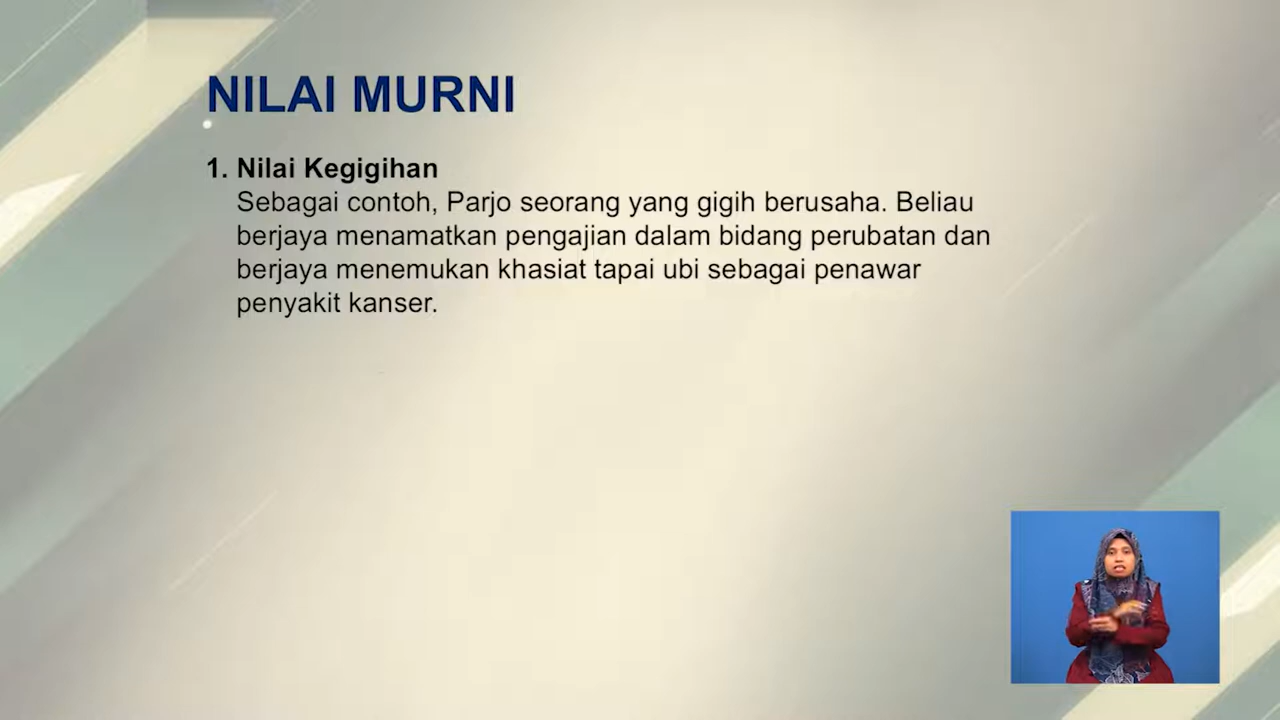 NILAI MURNI
1. Nilai Kegigihan
Sebagai contoh, Parjo seorang yang gigih berusaha. Beliau
berjaya menamatkan pengajian dalam bidang perubatan dan
berjaya menemukan khasiat tapai ubi sebagai penawar
penyakit kanser.